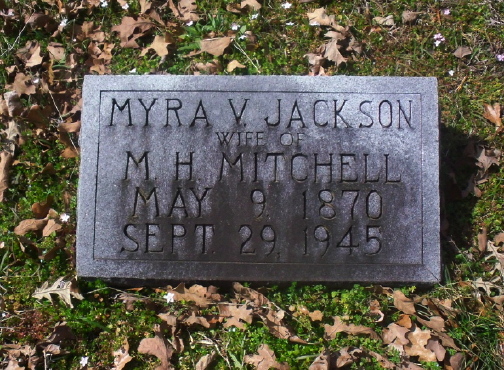 MYRA V. JACKSON
WIFE OF
M. H. MITCHELL
MAY 9, 1870
SEPT 29, 1945